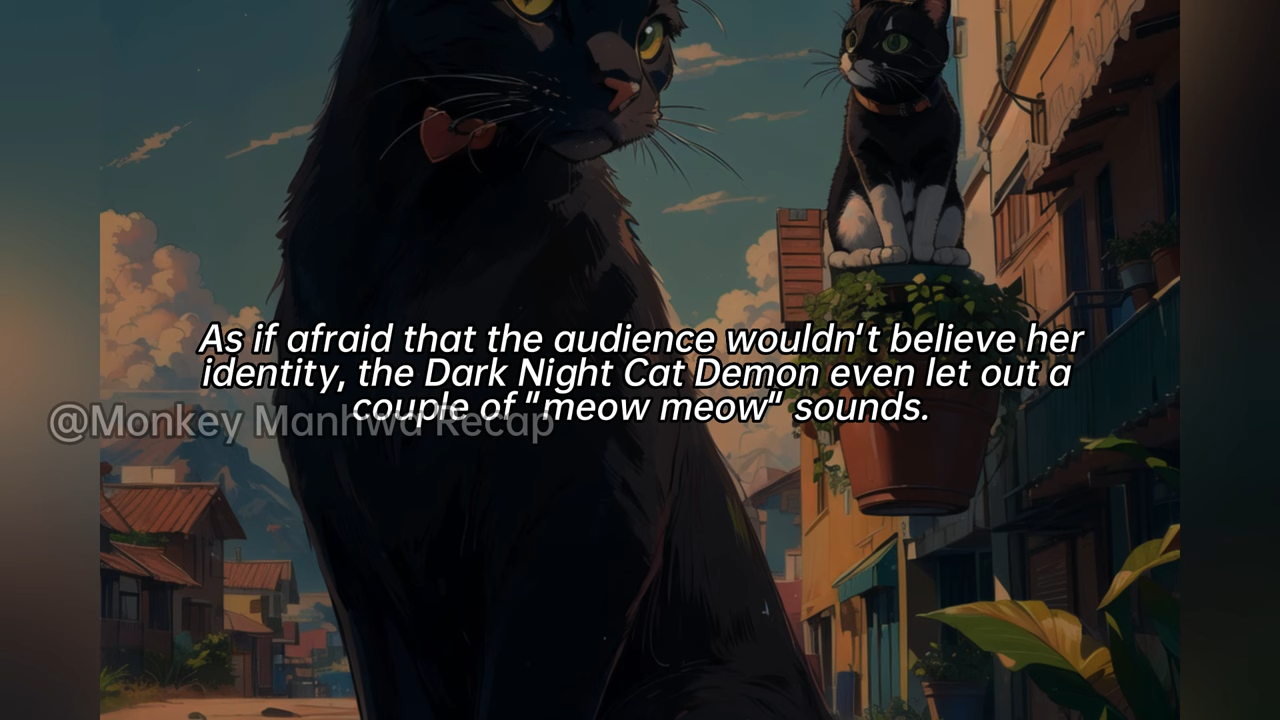 As if afraid that the audience wouldn't believe her
identity, the Dark Night Cat Demon even let out a
couple of "meow meow" sounds.
@Monkey Manhwa Recap